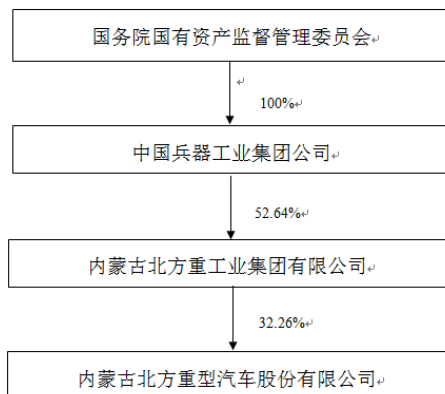 国务院国有资产监督管理委员会
100%
中国兵器工业集团公司
52.64%
内蒙古北方重工业集团有限公司
32.26%
内蒙古北方重型汽车股份有限公司